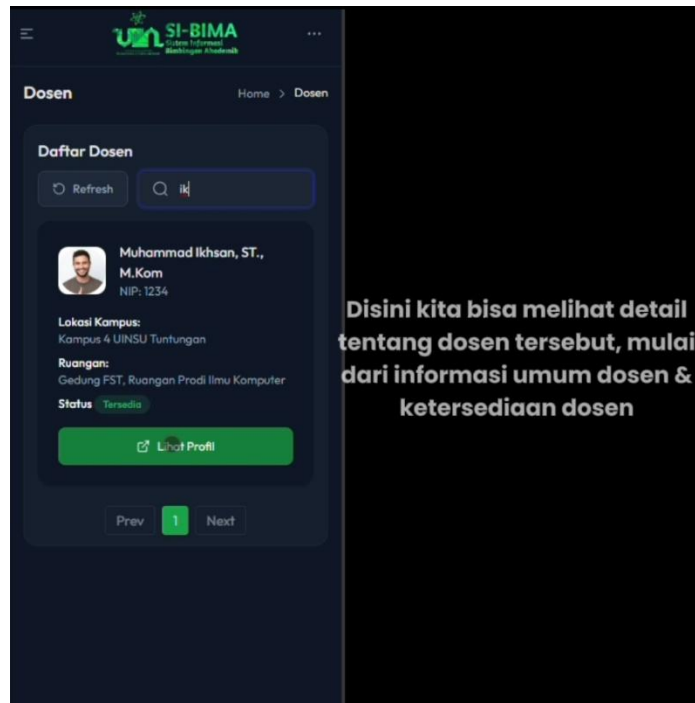 SI-BIMA
Sistem Informasi
Bimbingan Akademik
Dosen
Home > Dosen
Daftar Dosen
Refresh
ik
Muhammad Ikhsan, ST.,
M.Kom
NIP: 1234
Lokasi Kampus:
Kampus 4 UINSU Tuntungan
Ruangan:
Gedung FST, Ruangan Prodi Ilmu Komputer
Status Tersedia
Lihat Profil
Prev 1 Next
Disini kita bisa melihat detail
tentang dosen tersebut, mulai
dari informasi umum dosen &
ketersediaan dosen